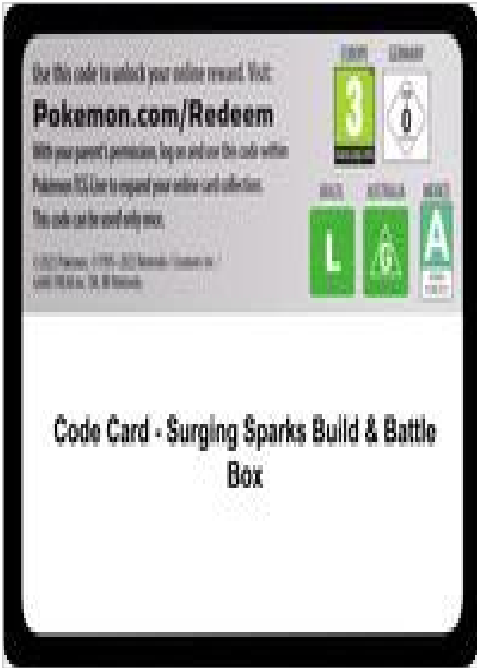 Use this code to unlock your online reward. Visit:
Pokemon.com/Redeem
With your parent's permission, log on and use this code within
Pokémon TCG Live to expand your online card collection.
This code can be used only once.
EUROPE GERMANY
3
0
BRAZIL AUSTRALIA MEXICO
L
G
A
Code Card - Surging Sparks Build & Battle
Box